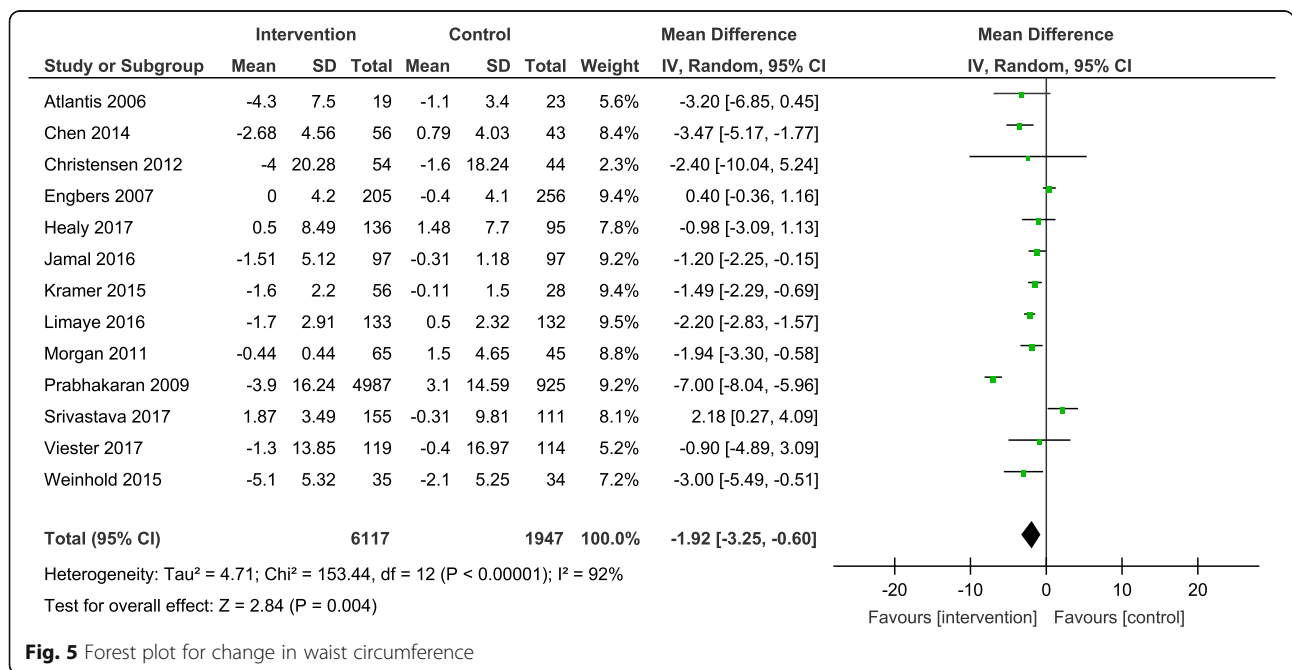 Intervention Control Mean Difference Mean Difference
Study or Subgroup Mean SD Total Mean SD Total Weight IV, Random, 95% CI IV, Random, 95% CI
Atlantis 2006 -4.3 7.5 19 -1.1 3.4 23 5.6% -3.20 [-6.85, 0.45]
Chen 2014 -2.68 4.56 56 0.79 4.03 43 8.4% -3.47 [-5.17, -1.77]
Christensen 2012 -4 20.28 54 -1.6 18.24 44 2.3% -2.40 [-10.04, 5.24]
Engbers 2007 0 4.2 205 -0.4 4.1 256 9.4% 0.40 [-0.36, 1.16]
Healy 2017 0.5 8.49 136 1.48 7.7 95 7.8% -0.98 [-3.09, 1.13]
Jamal 2016 -1.51 5.12 97 -0.31 1.18 97 9.2% -1.20 [-2.25, -0.15]
Kramer 2015 -1.6 2.2 56 -0.11 1.5 28 9.4% -1.49 [-2.29, -0.69]
Limaye 2016 -1.7 2.91 133 0.5 2.32 132 9.5% -2.20 [-2.83, -1.57]
Morgan 2011 -0.44 0.44 65 1.5 4.65 45 8.8% -1.94 [-3.30, -0.58]
Prabhakaran 2009 -3.9 16.24 4987 3.1 14.59 925 9.2% -7.00 [-8.04, -5.96]
Srivastava 2017 1.87 3.49 155 -0.31 9.81 111 8.1% 2.18 [0.27, 4.09]
Viester 2017 -1.3 13.85 119 -0.4 16.97 114 5.2% -0.90 [-4.89, 3.09]
Weinhold 2015 -5.1 5.32 35 -2.1 5.25 34 7.2% -3.00 [-5.49, -0.51]
Total (95% CI) 6117 1947 100.0% -1.92 [-3.25, -0.60]
Heterogeneity: Tau² = 4.71; Chi² = 153.44, df = 12 (P < 0.00001); I² = 92%
Test for overall effect: Z = 2.84 (P = 0.004)
-20 -10 0 10 20
Favours [intervention] Favours [control]
Fig. 5 Forest plot for change in waist circumference